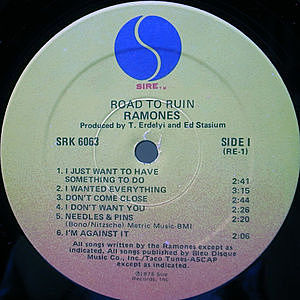 SIRE™
ROAD TO RUIN
RAMONES
Produced by T. Erdelyi and Ed Stasium
SRK 6063
SIDE I
(RE-1)
1. I JUST WANT TO HAVE
SOMETHING TO DO 2:41
2. I WANTED EVERYTHING 3:15
3. DON'T COME CLOSE 2:44
4. I DON'T WANT YOU 2:26
5. NEEDLES & PINS 2:20
(Bono/Nitzsche) Metric Music BMI
6. I'M AGAINST IT 2:06
All songs written by the Ramones except as
indicated. All songs published by Bleu Disque
Music Co., Inc./Taco Tunes-ASCAP
except as indicated.
℗1978 Sire
Records, Inc.